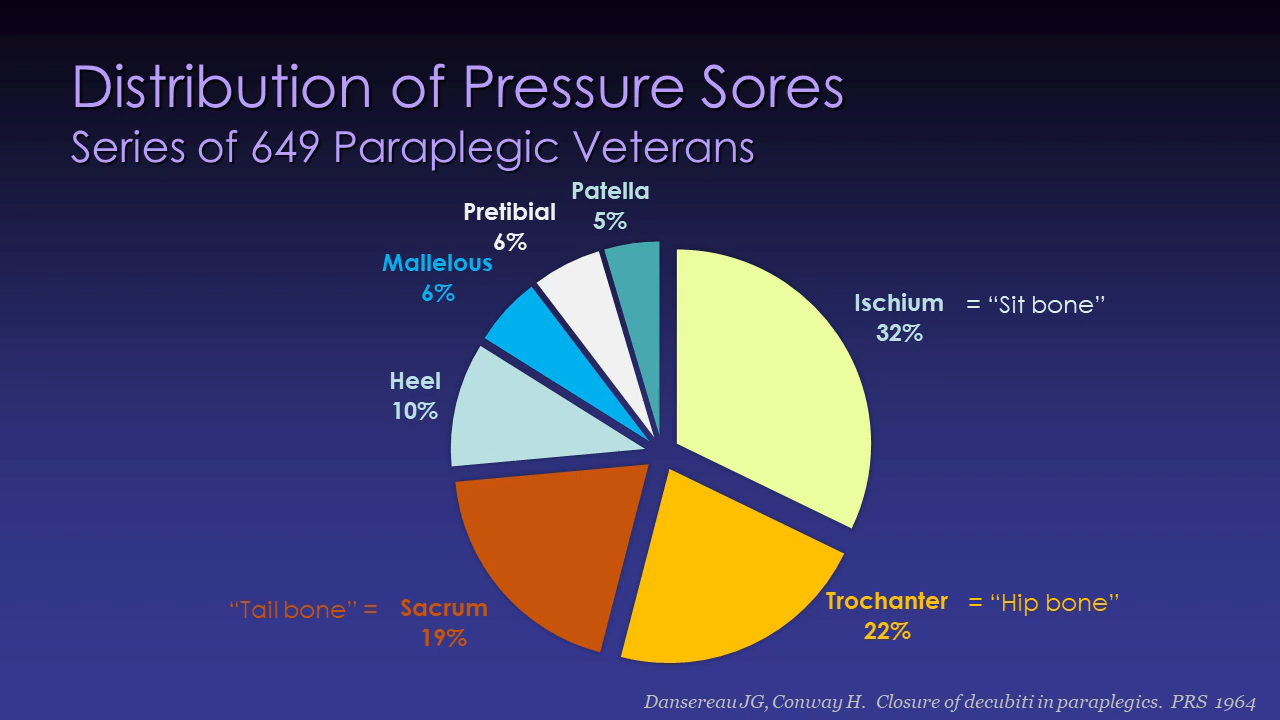 Distribution of Pressure Sores
Series of 649 Paraplegic Veterans
Patella
5%
Pretibial
6%
Mallelous
6%
Ischium = “Sit bone”
32%
Heel
10%
Trochanter = “Hip bone”
22%
“Tail bone” = Sacrum
19%
Dansereau JG, Conway H. Closure of decubiti in paraplegics. PRS 1964